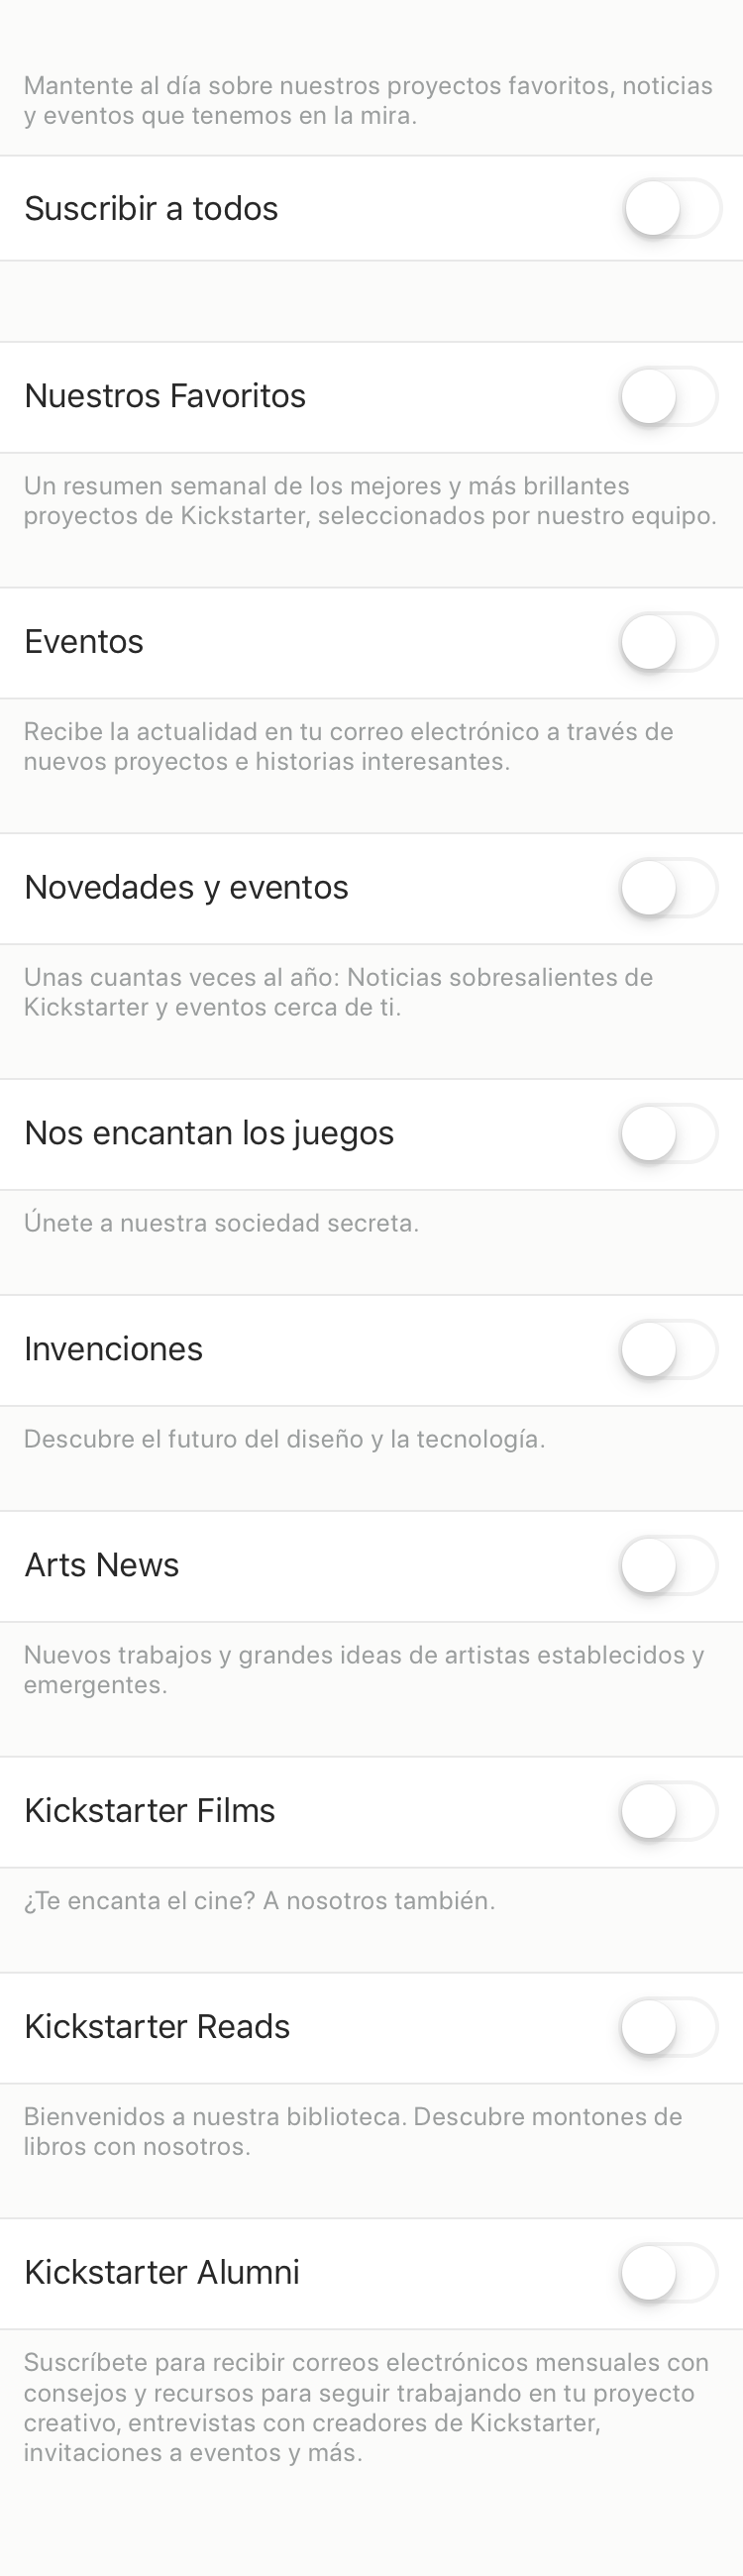 Mantente al día sobre nuestros proyectos favoritos, noticias
y eventos que tenemos en la mira.
Suscribir a todos
Nuestros Favoritos
Un resumen semanal de los mejores y más brillantes
proyectos de Kickstarter, seleccionados por nuestro equipo.
Eventos
Recibe la actualidad en tu correo electrónico a través de
nuevos proyectos e historias interesantes.
Novedades y eventos
Unas cuantas veces al año: Noticias sobresalientes de
Kickstarter y eventos cerca de ti.
Nos encantan los juegos
Únete a nuestra sociedad secreta.
Invenciones
Descubre el futuro del diseño y la tecnología.
Arts News
Nuevos trabajos y grandes ideas de artistas establecidos y
emergentes.
Kickstarter Films
¿Te encanta el cine? A nosotros también.
Kickstarter Reads
Bienvenidos a nuestra biblioteca. Descubre montones de
libros con nosotros.
Kickstarter Alumni
Suscríbete para recibir correos electrónicos mensuales con
consejos y recursos para seguir trabajando en tu proyecto
creativo, entrevistas con creadores de Kickstarter,
invitaciones a eventos y más.